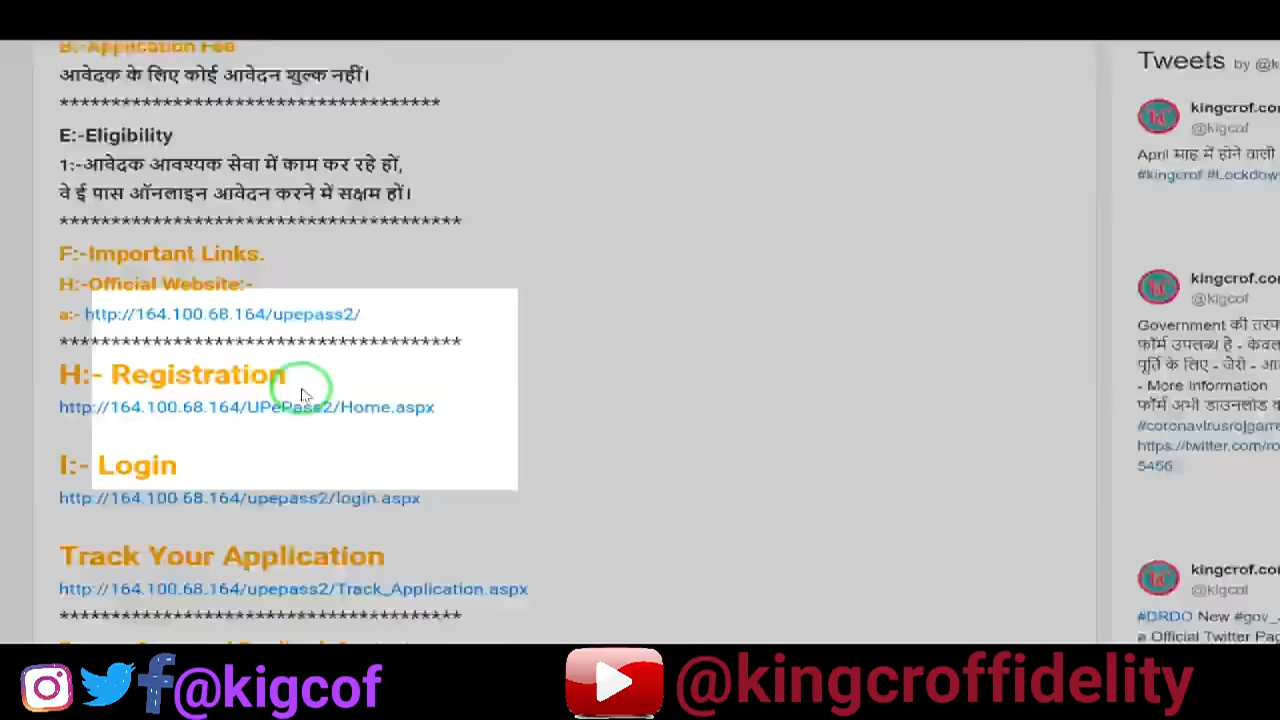 B:-Application Fee
आवेदक के लिए कोई आवेदन शुल्क नहीं।
*************************************
E:-Eligibility
1:-आवेदक आवश्यक सेवा में काम कर रहे हों,
वे ई पास ऑनलाइन आवेदन करने में सक्षम हों।
***************************************
F:-Important Links.
H:-Official Website:-
a:- http://164.100.68.164/upepass2/
***************************************
H:- Registration
http://164.100.68.164/UPePass2/Home.aspx
I:- Login
http://164.100.68.164/upepass2/login.aspx
Track Your Application
http://164.100.68.164/upepass2/Track_Application.aspx
***************************************
Tweets by @k
kingcrof.co
@kigcof
April माह में होने वाली
#kingcrof #Lockdow
kingcrof.co
@kigcof
Government की तरफ
फॉर्म उपलब्ध है - केवल
पूर्ति के लिए - जेरो - आ
- More Information
फॉर्म अभी डाउनलोड क
#coronavirusrojgar
https://twitter.com/ro
5456
kingcrof.co
@kigcof
#DRDO New #gov_
a Official Twitter Pag
@kigcof
@kingcroffidelity